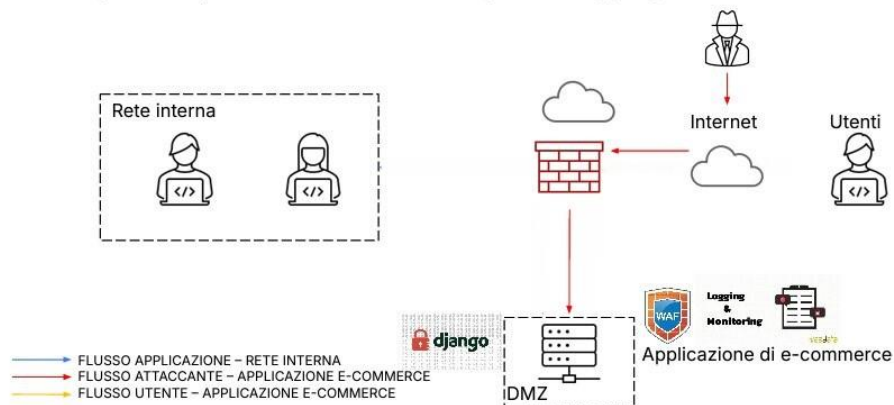 Rete interna
Internet
Utenti
</>
</>
</>
WAF
Logging
&
Monitoring
django
Applicazione di e-commerce
DMZ
FLUSSO APPLICAZIONE – RETE INTERNA
FLUSSO ATTACCANTE – APPLICAZIONE E-COMMERCE
FLUSSO UTENTE – APPLICAZIONE E-COMMERCE